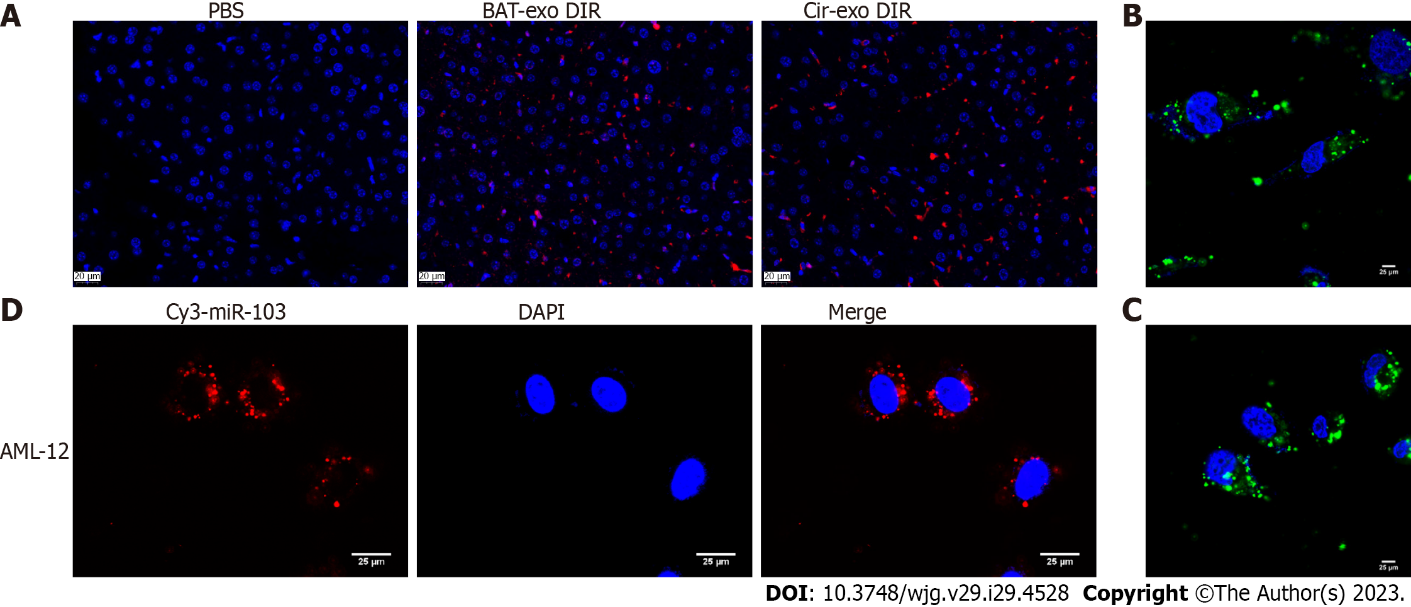 A
PBS
BAT-exo DIR
Cir-exo DIR
B
20 μm
20 μm
20 μm
25 μm
D
Cy3-miR-103
DAPI
Merge
C
AML-12
25 μm
25 μm
25 μm
25 μm
DOI: 10.3748/wjg.v29.i29.4528 Copyright ©The Author(s) 2023.